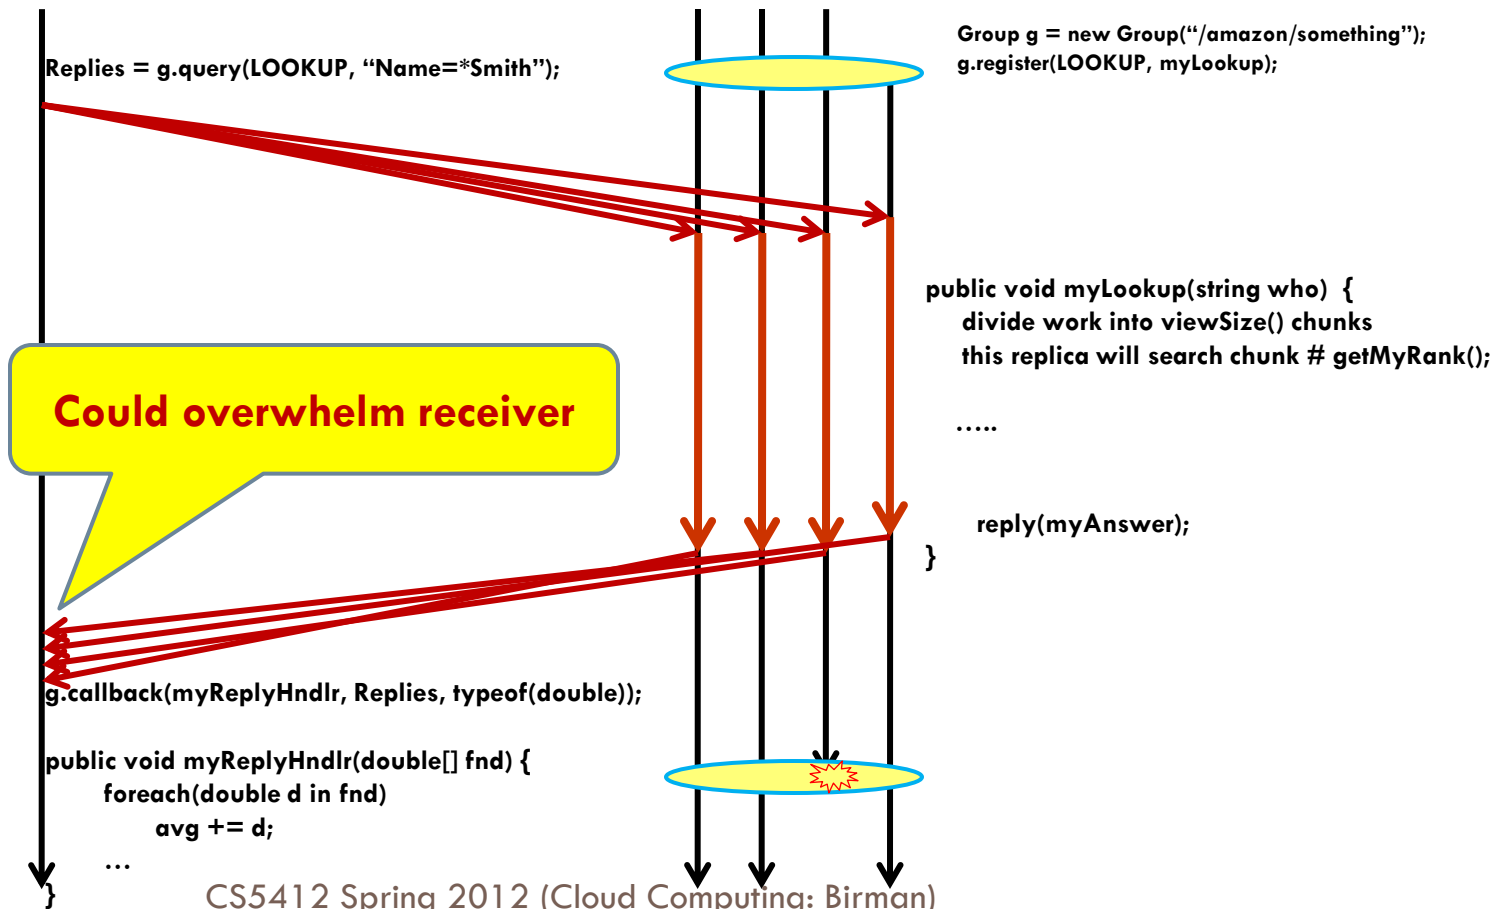 Group g = new Group(“/amazon/something”);
g.register(LOOKUP, myLookup);
Replies = g.query(LOOKUP, “Name=*Smith”);
public void myLookup(string who) {
divide work into viewSize() chunks
this replica will search chunk # getMyRank();
…..
reply(myAnswer);
}
Could overwhelm receiver
g.callback(myReplyHndlr, Replies, typeof(double));
public void myReplyHndlr(double[] fnd) {
foreach(double d in fnd)
avg += d;
…
}
CS5412 Spring 2012 (Cloud Computing: Birman)